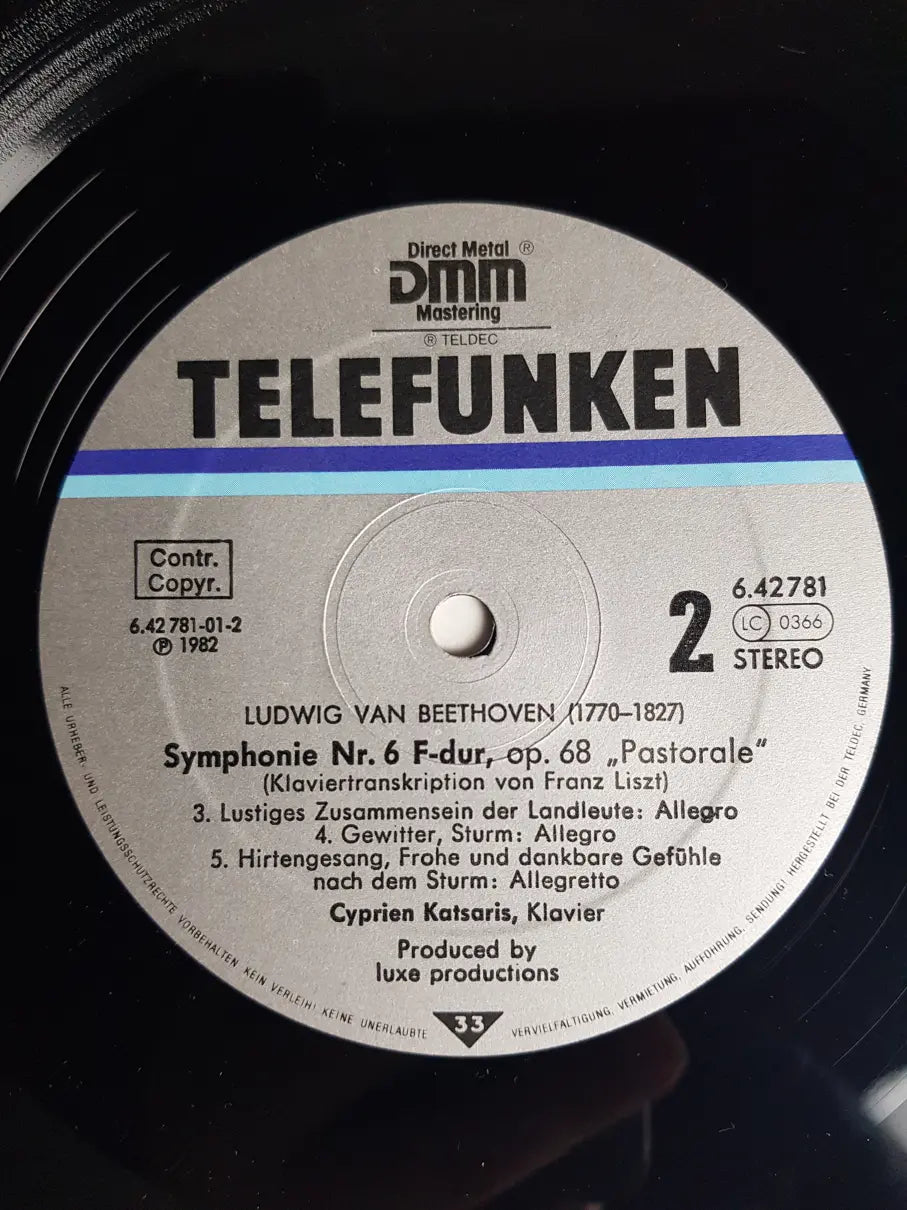 Direct Metal ®
DMM
Mastering
® TELDEC
TELEFUNKEN
Contr.
Copyr.
6.42 781-01-2
℗ 1982
2
6.42781
LC 0366
STEREO
LUDWIG VAN BEETHOVEN (1770–1827)
Symphonie Nr. 6 F-dur, op. 68 „Pastorale“
(Klaviertranskription von Franz Liszt)
3. Lustiges Zusammensein der Landleute: Allegro
4. Gewitter, Sturm: Allegro
5. Hirtengesang, Frohe und dankbare Gefühle
nach dem Sturm: Allegretto
Cyprien Katsaris, Klavier
Produced by
luxe productions
33
ALLE URHEBER- UND LEISTUNGSSCHUTZRECHTE VORBEHALTEN. KEIN VERLEIH! KEINE UNERLAUBTE VERVIELFÄLTIGUNG, VERMIETUNG, AUFFÜHRUNG, SENDUNG! HERGESTELLT BEI DER TELDEC, GERMANY